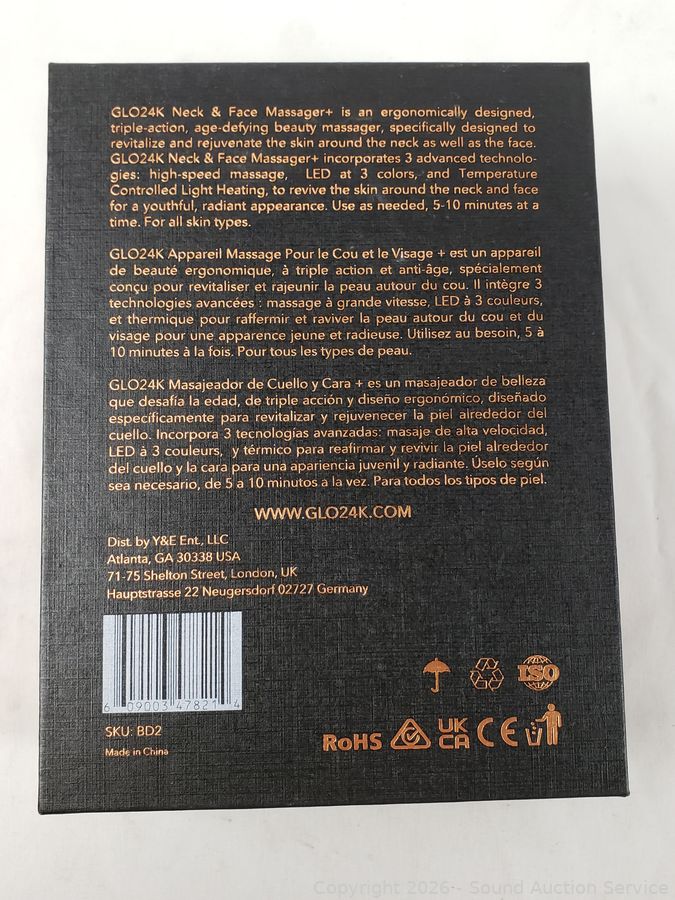 GLO24K Neck & Face Massager+ is an ergonomically designed,
triple-action, age-defying beauty massager, specifically designed to
revitalize and rejuvenate the skin around the neck as well as the face.
GLO24K Neck & Face Massager+ incorporates 3 advanced technolo-
gies: high-speed massage, LED at 3 colors, and Temperature
Controlled Light Heating, to revive the skin around the neck and face
for a youthful, radiant appearance. Use as needed, 5-10 minutes at a
time. For all skin types.
GLO24K Appareil Massage Pour le Cou et le Visage + est un appareil
de beauté ergonomique, à triple action et anti-âge, spécialement
conçu pour revitaliser et rajeunir la peau autour du cou. Il intègre 3
technologies avancées : massage à grande vitesse, LED à 3 couleurs,
et thermique pour raffermir et raviver la peau autour du cou et du
visage pour une apparence jeune et radieuse. Utilisez au besoin, 5 à
10 minutes à la fois. Pour tous les types de peau.
GLO24K Masajeador de Cuello y Cara + es un masajeador de belleza
que desafía la edad, de triple acción y diseño ergonómico, diseñado
específicamente para revitalizar y rejuvenecer la piel alrededor del
cuello. Incorpora 3 tecnologías avanzadas: masaje de alta velocidad,
LED à 3 couleurs, y térmico para reafirmar y revivir la piel alrededor
del cuello y la cara para una apariencia juvenil y radiante. Úselo según
sea necesario, de 5 a 10 minutos a la vez. Para todos los tipos de piel.
WWW.GLO24K.COM
Dist. by Y&E Ent., LLC
Atlanta, GA 30338 USA
71-75 Shelton Street, London, UK
Hauptstrasse 22 Neugersdorf 02727 Germany
6 09003 47821 4
ISO
SKU: BD2
RoHS UK CA CE
Made in China
Copyright 2026 - Sound Auction Service